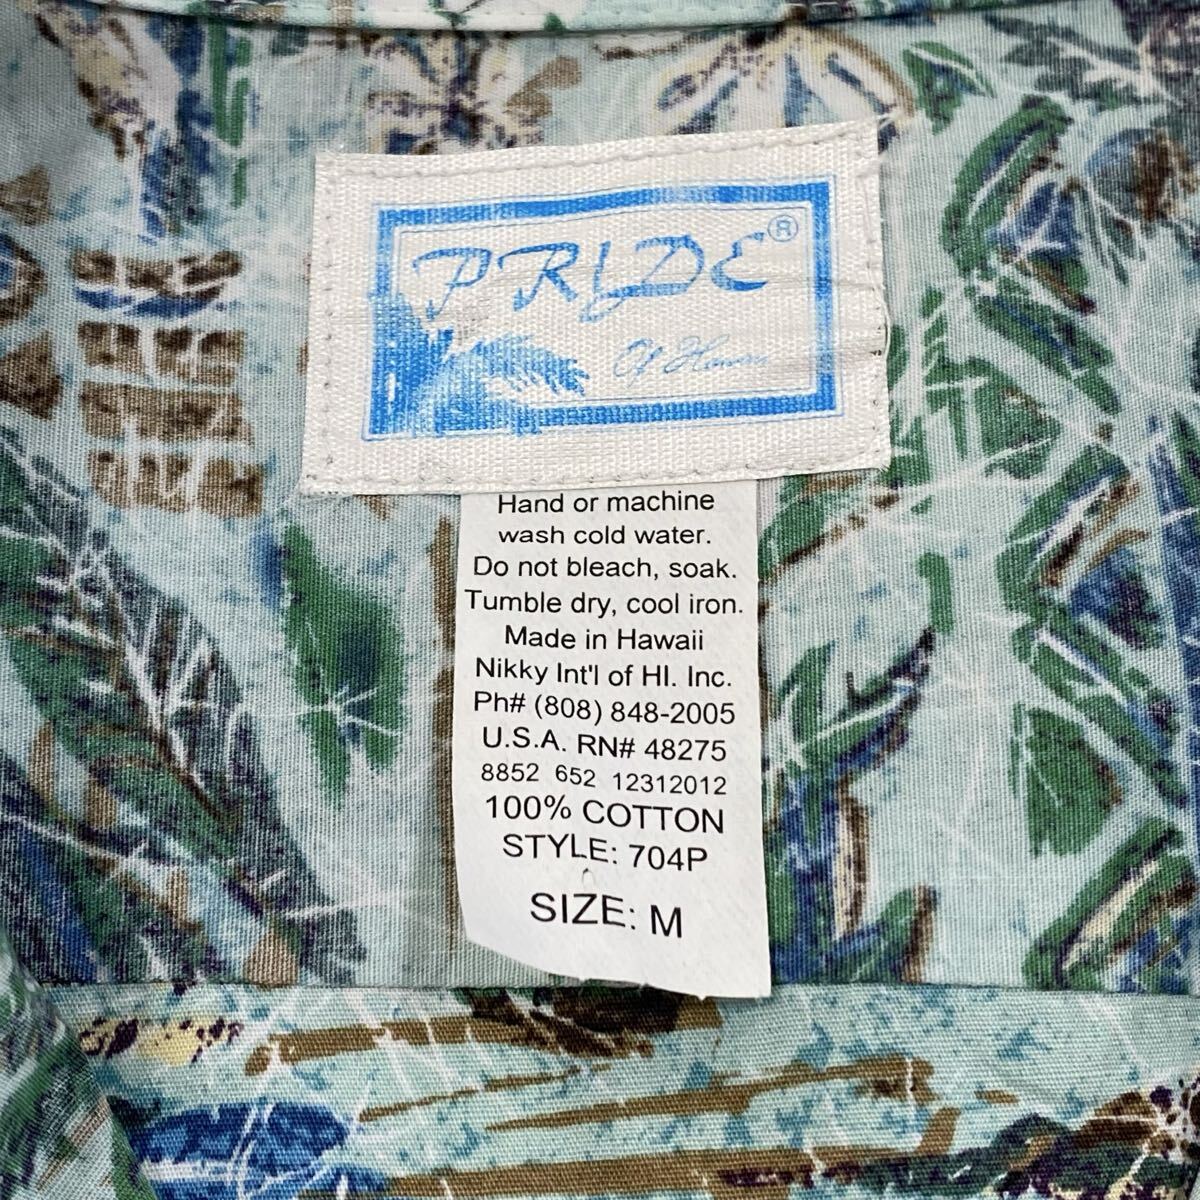 PRIDE®
Of Hawaii
Hand or machine
wash cold water.
Do not bleach, soak.
Tumble dry, cool iron.
Made in Hawaii
Nikky Int'l of HI. Inc.
Ph# (808) 848-2005
U.S.A. RN# 48275
8852 652 12312012
100% COTTON
STYLE: 704P
SIZE: M